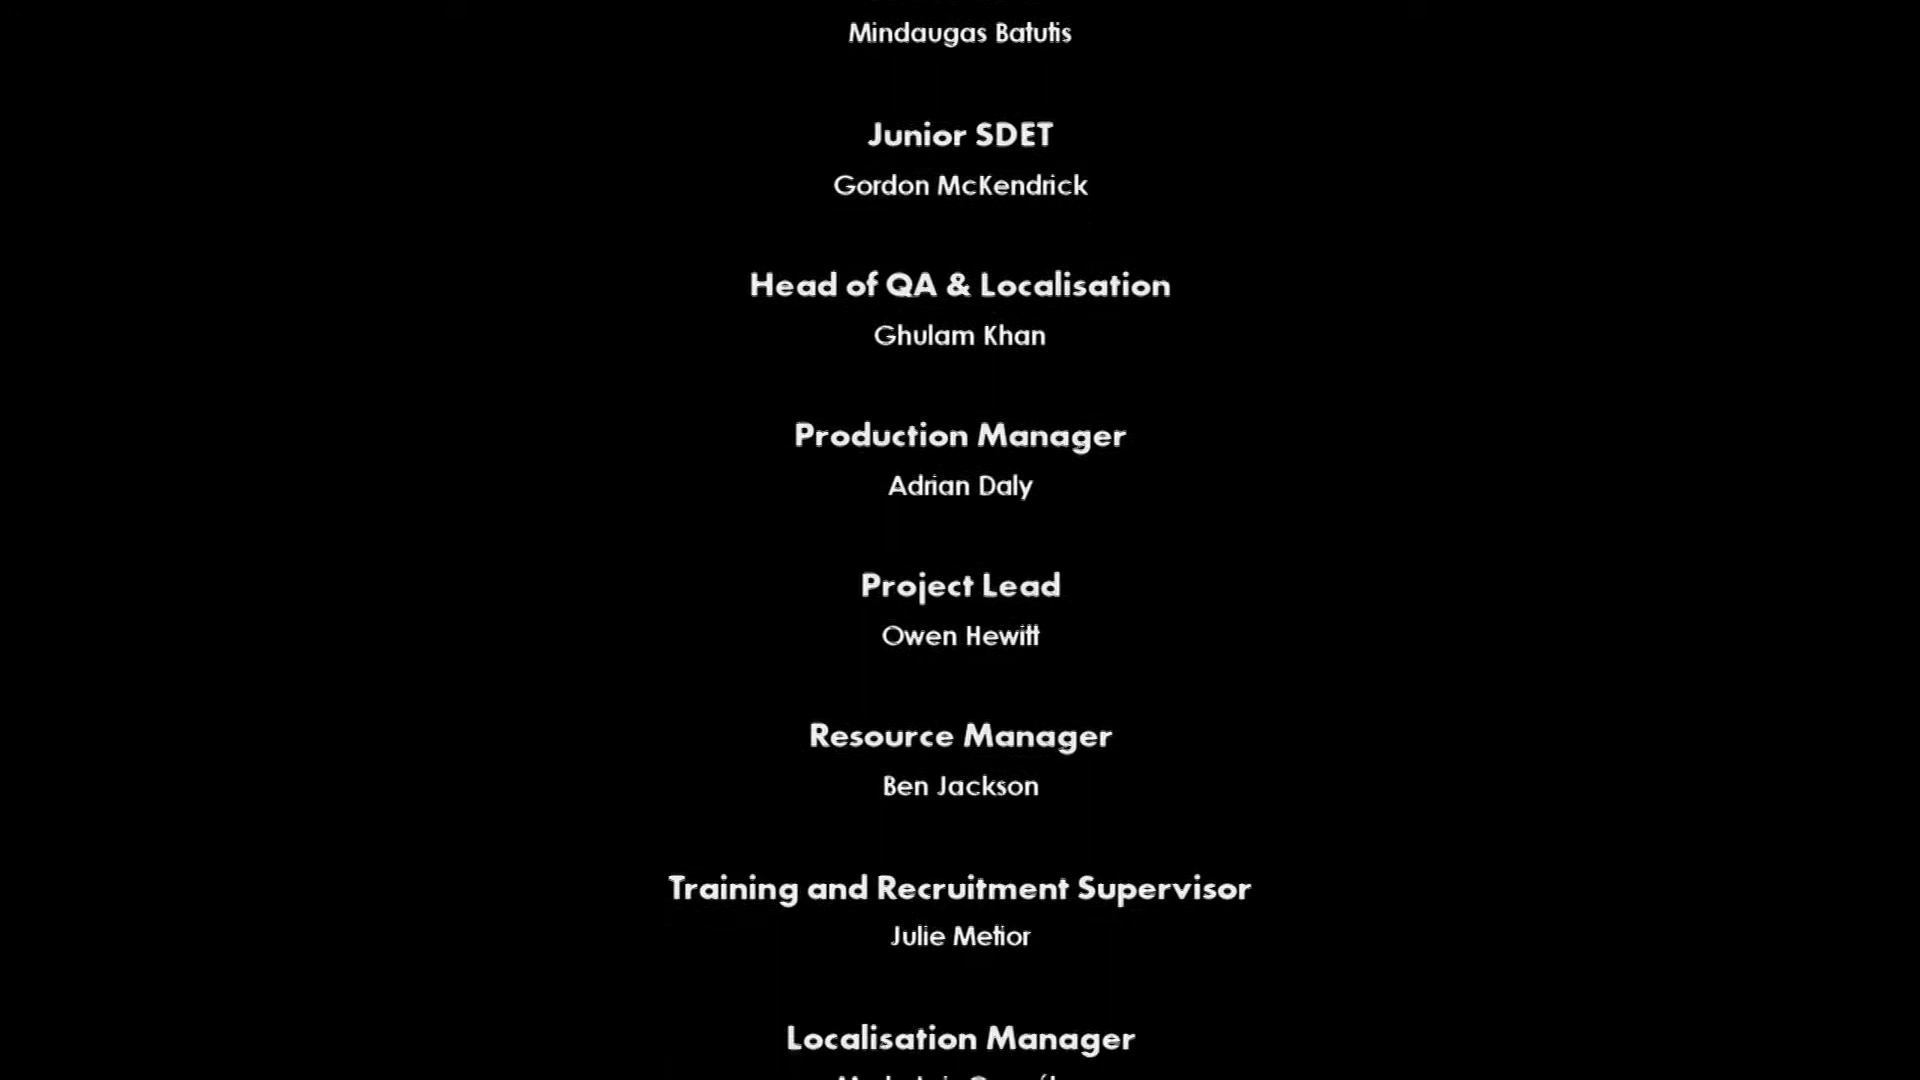 Mindaugas Batutis
Junior SDET
Gordon McKendrick
Head of QA & Localisation
Ghulam Khan
Production Manager
Adrian Daly
Project Lead
Owen Hewitt
Resource Manager
Ben Jackson
Training and Recruitment Supervisor
Julie Metior
Localisation Manager